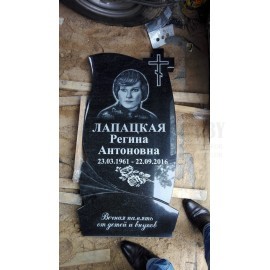 ЛАПАЦКАЯ
Регина
Антоновна
23.03.1961 - 22.09.2016
Вечная память
от детей и внуков